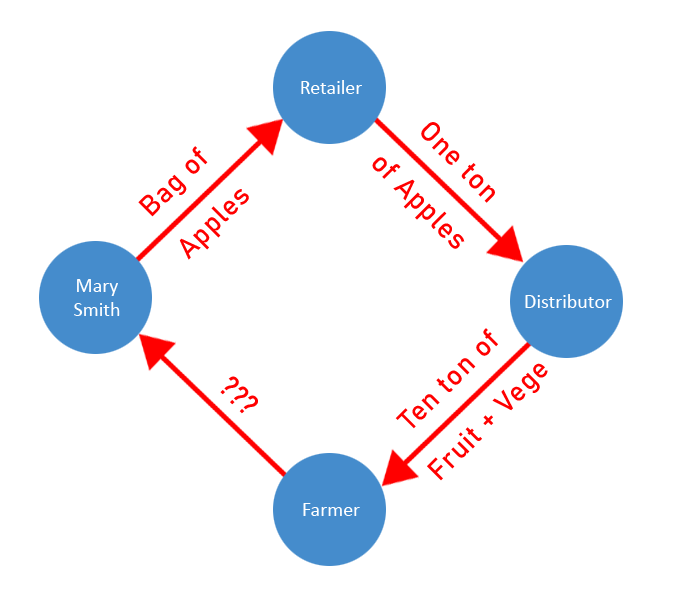 Retailer
One ton
of Apples
Bag of
Apples
Mary
Smith
Distributor
Ten ton of
Fruit + Vege
???
Farmer